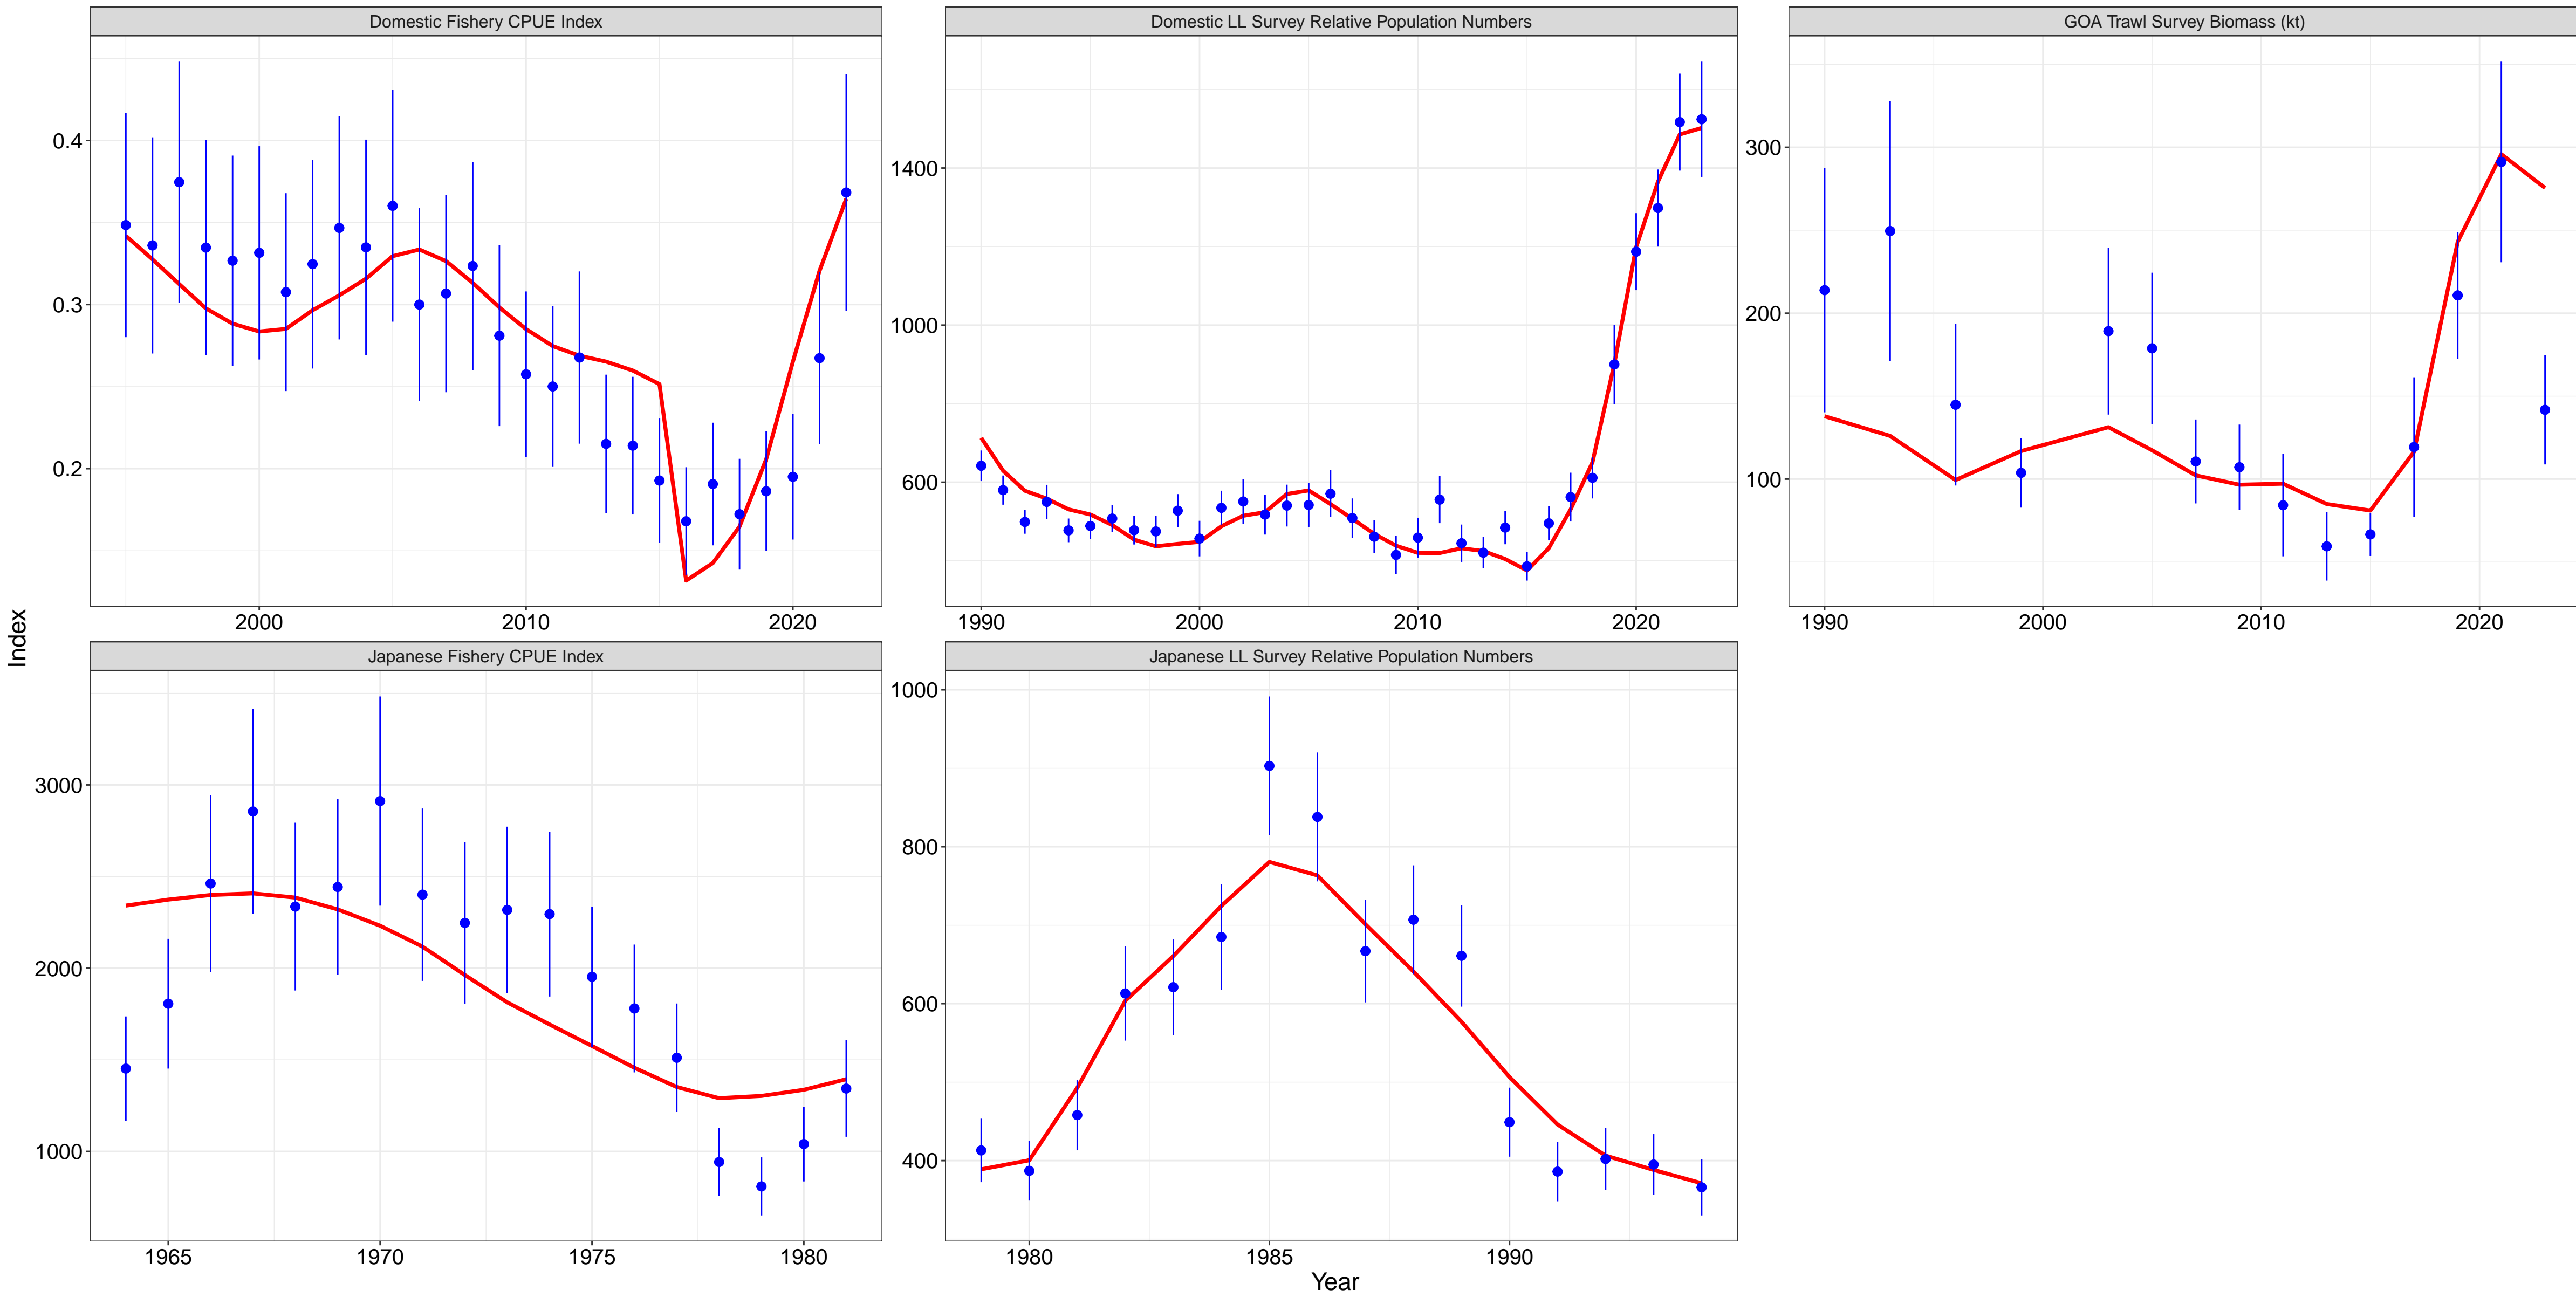 Domestic Fishery CPUE Index
Domestic LL Survey Relative Population Numbers
GOA Trawl Survey Biomass (kt)
0.4
0.3
0.2
1400
1000
600
300
200
100
2000 2010 2020
1990 2000 2010 2020
1990 2000 2010 2020
Index
Japanese Fishery CPUE Index
Japanese LL Survey Relative Population Numbers
3000
2000
1000
1000
800
600
400
1965 1970 1975 1980
1980 1985 1990
Year